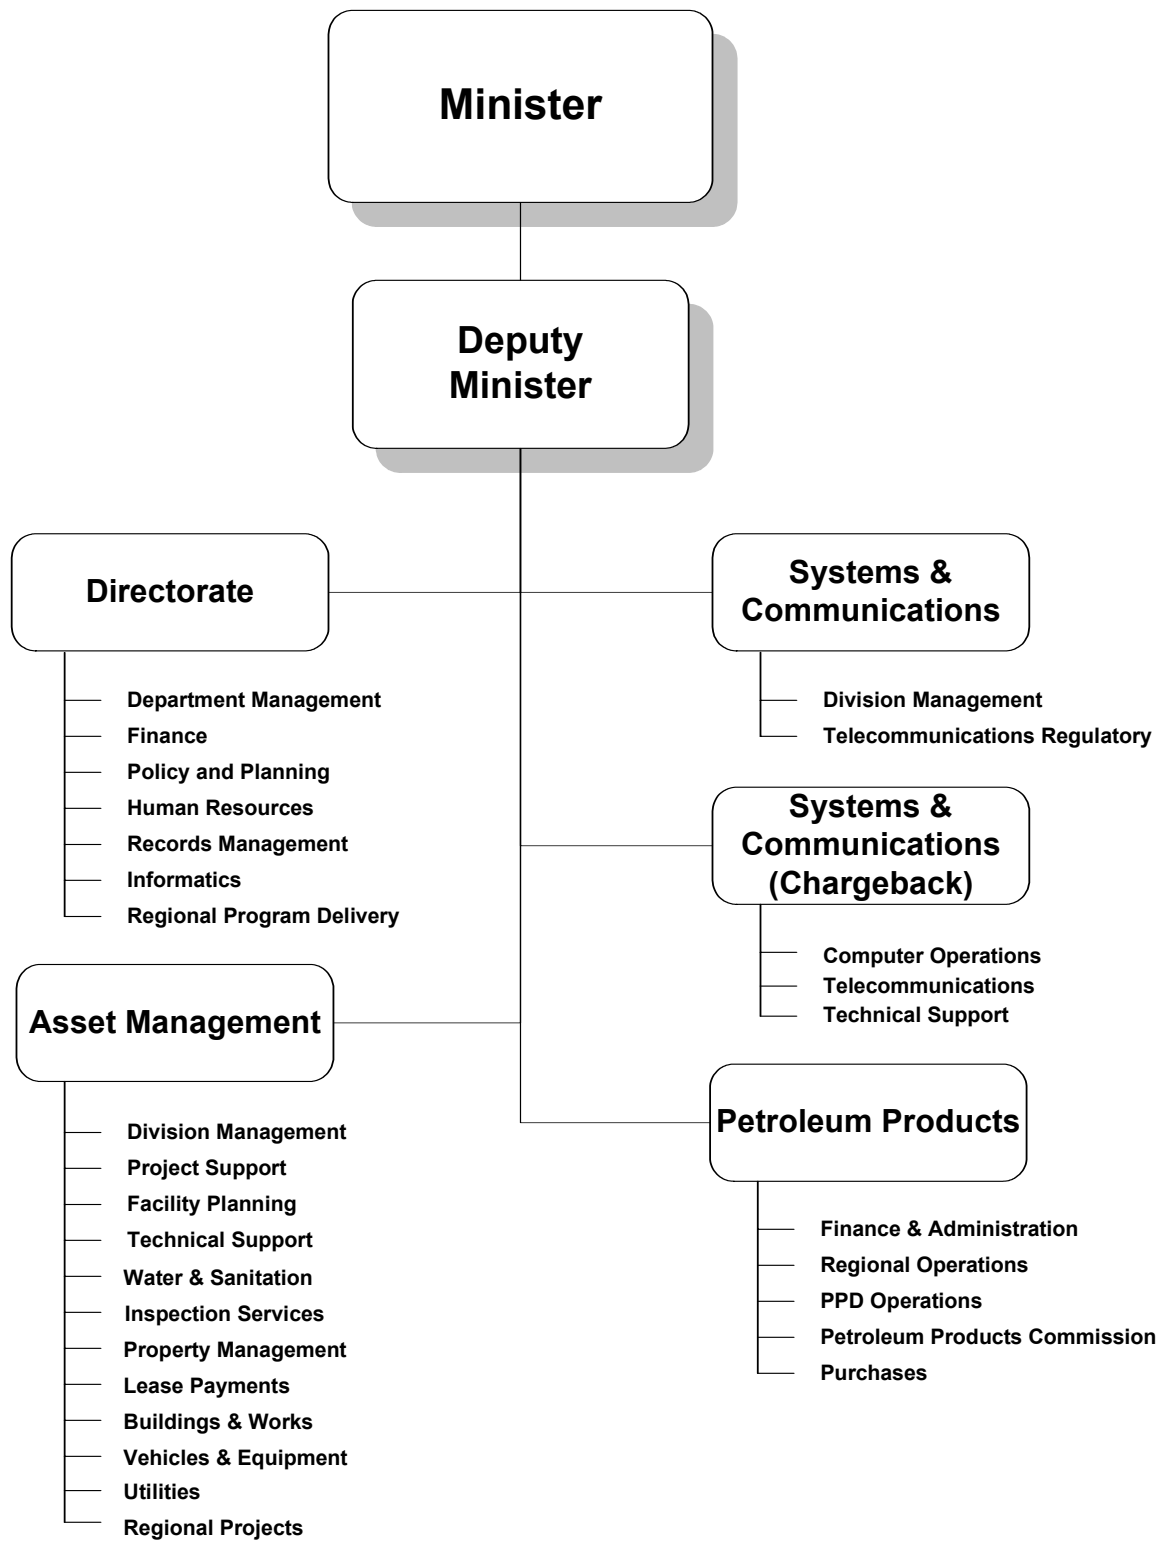 Minister
Deputy
Minister
Directorate
Department Management
Finance
Policy and Planning
Human Resources
Records Management
Informatics
Regional Program Delivery
Asset Management
Division Management
Project Support
Facility Planning
Technical Support
Water & Sanitation
Inspection Services
Property Management
Lease Payments
Buildings & Works
Vehicles & Equipment
Utilities
Regional Projects
Systems &
Communications
Division Management
Telecommunications Regulatory
Systems &
Communications
(Chargeback)
Computer Operations
Telecommunications
Technical Support
Petroleum Products
Finance & Administration
Regional Operations
PPD Operations
Petroleum Products Commission
Purchases